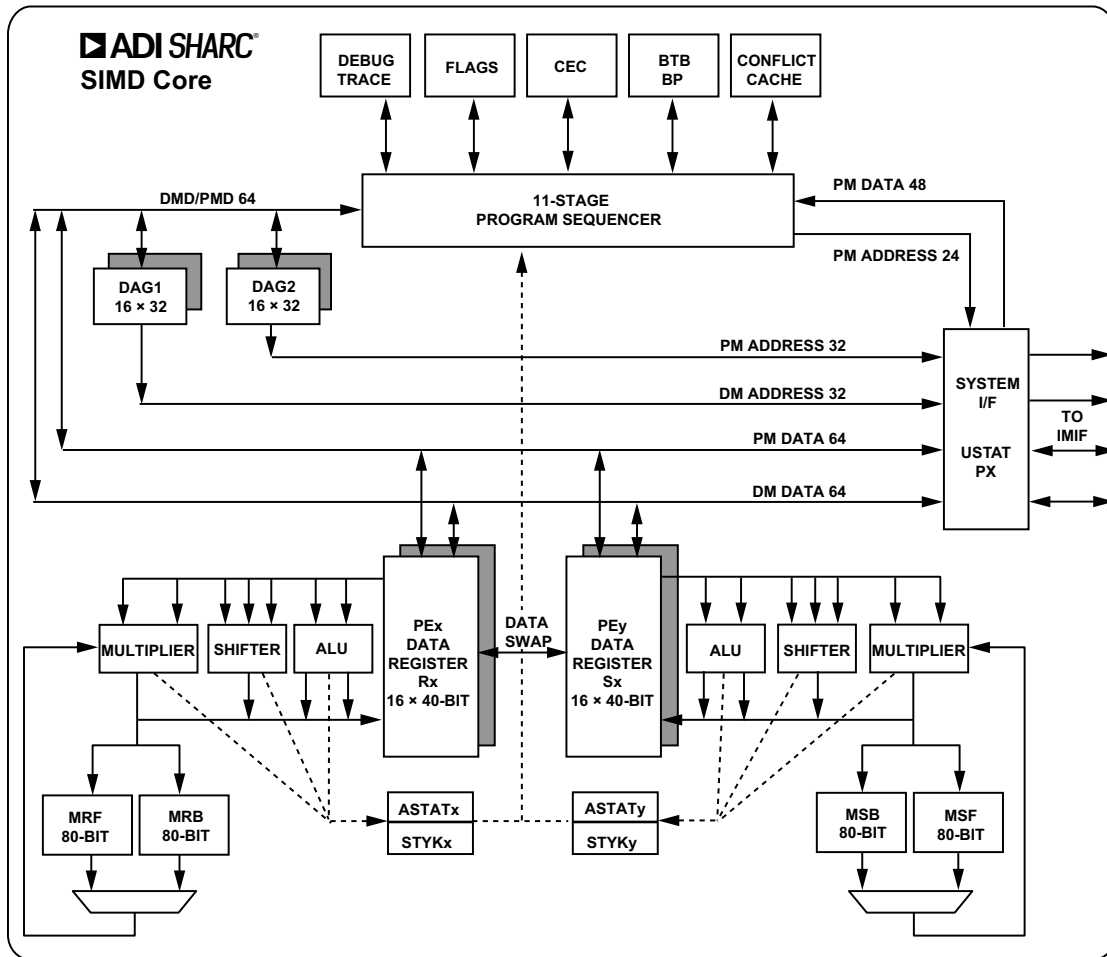 ADI SHARC®
SIMD Core
DEBUG
TRACE
FLAGS
CEC
BTB
BP
CONFLICT
CACHE
DMD/PMD 64
11-STAGE
PROGRAM SEQUENCER
PM DATA 48
PM ADDRESS 24
DAG1
16 × 32
DAG2
16 × 32
PM ADDRESS 32
DM ADDRESS 32
PM DATA 64
DM DATA 64
SYSTEM
I/F
USTAT
PX
TO
IMIF
MULTIPLIER
SHIFTER
ALU
PEx
DATA
REGISTER
Rx
16 × 40-BIT
DATA
SWAP
PEy
DATA
REGISTER
Sx
16 × 40-BIT
ALU
SHIFTER
MULTIPLIER
MRF
80-BIT
MRB
80-BIT
ASTATx
STYKx
ASTATy
STYKy
MSB
80-BIT
MSF
80-BIT